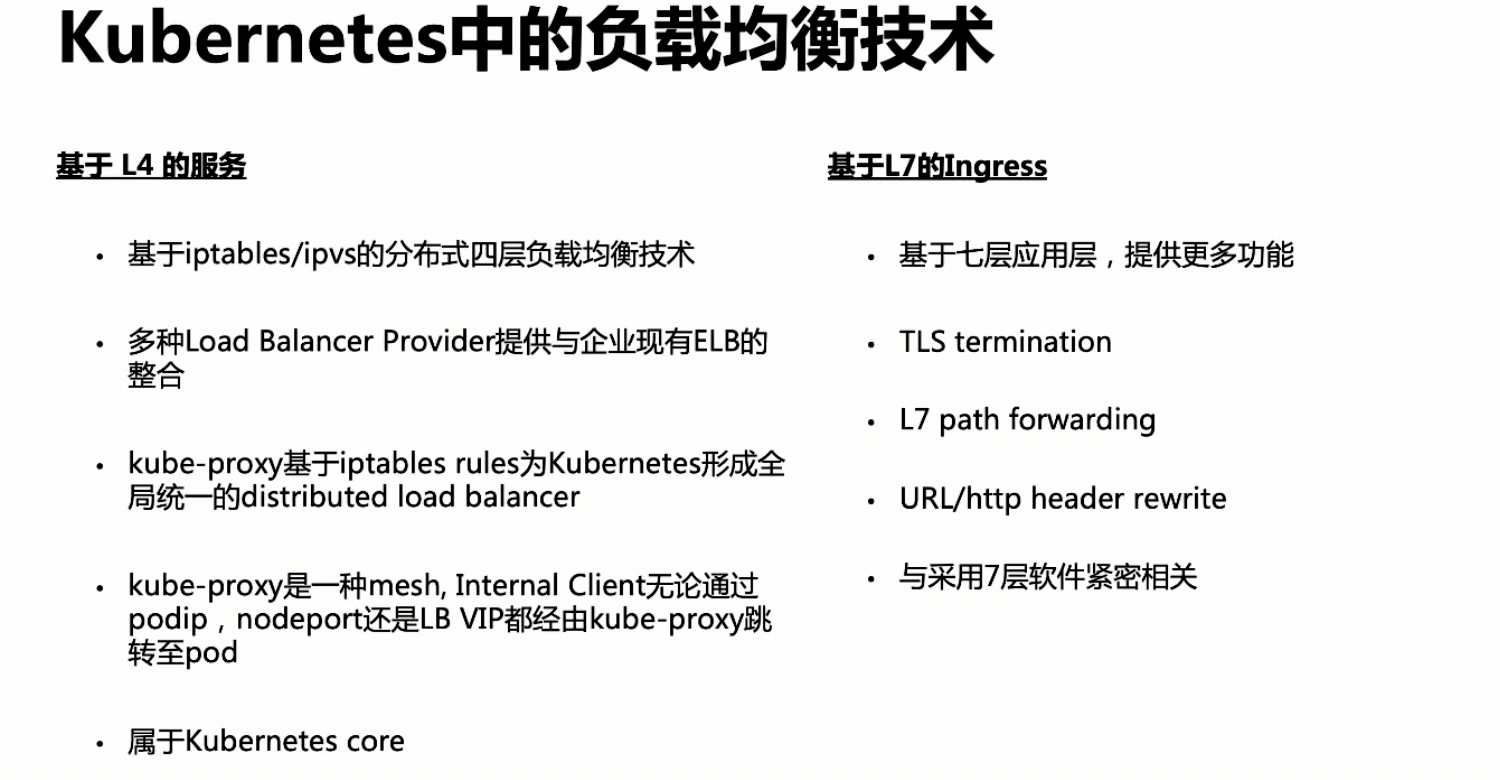 Kubernetes中的负载均衡技术
基于 L4 的服务
• 基于iptables/ipvs的分布式四层负载均衡技术
• 多种Load Balancer Provider提供与企业现有ELB的
整合
• kube-proxy基于iptables rules为Kubernetes形成全
局统一的distributed load balancer
• kube-proxy是一种mesh, Internal Client无论通过
podip，nodeport还是LB VIP都经由kube-proxy跳
转至pod
• 属于Kubernetes core
基于L7的Ingress
• 基于七层应用层，提供更多功能
• TLS termination
• L7 path forwarding
• URL/http header rewrite
• 与采用7层软件紧密相关